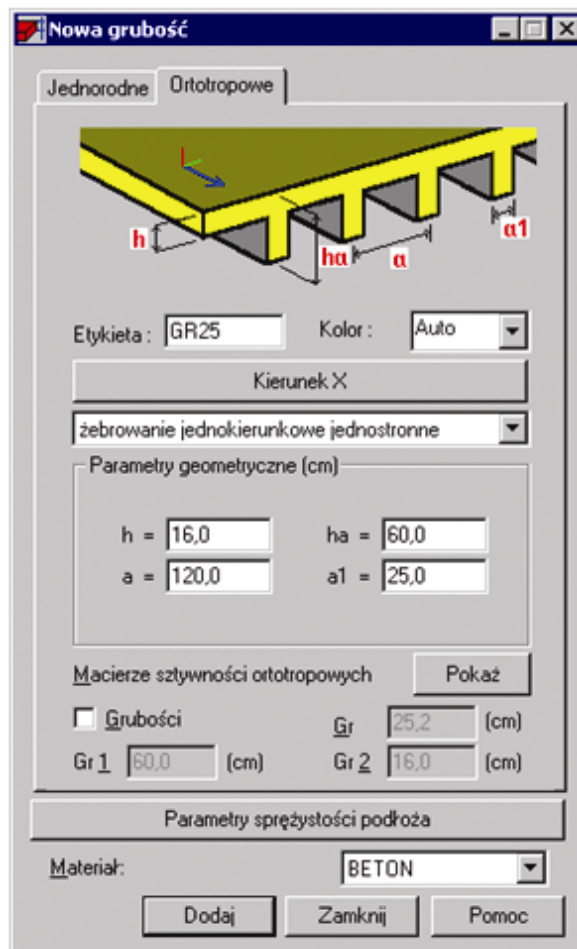 Nowa grubość
Jednorodne Ortotropowe
h
ha
a
a1
Etykieta : GR25 Kolor : Auto
Kierunek X
żebrowanie jednokierunkowe jednostronne
Parametry geometryczne (cm)
h = 16,0 ha = 60,0
a = 120,0 a1 = 25,0
Macierze sztywności ortotropowych Pokaż
Grubości Gr 25,2 (cm)
Gr 1 60,0 (cm) Gr 2 16,0 (cm)
Parametry sprężystości podłoża
Materiał: BETON
Dodaj Zamknij Pomoc